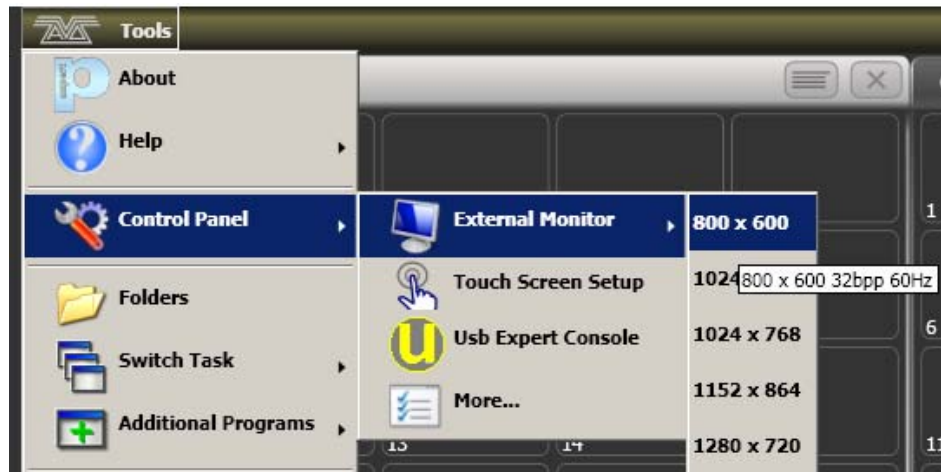 Tools
About
Help
Control Panel
Folders
Switch Task
Additional Programs
External Monitor
Touch Screen Setup
Usb Expert Console
More...
800 x 600
1024
800 x 600 32bpp 60Hz
1024 x 768
1152 x 864
1280 x 720
1
6
13
14